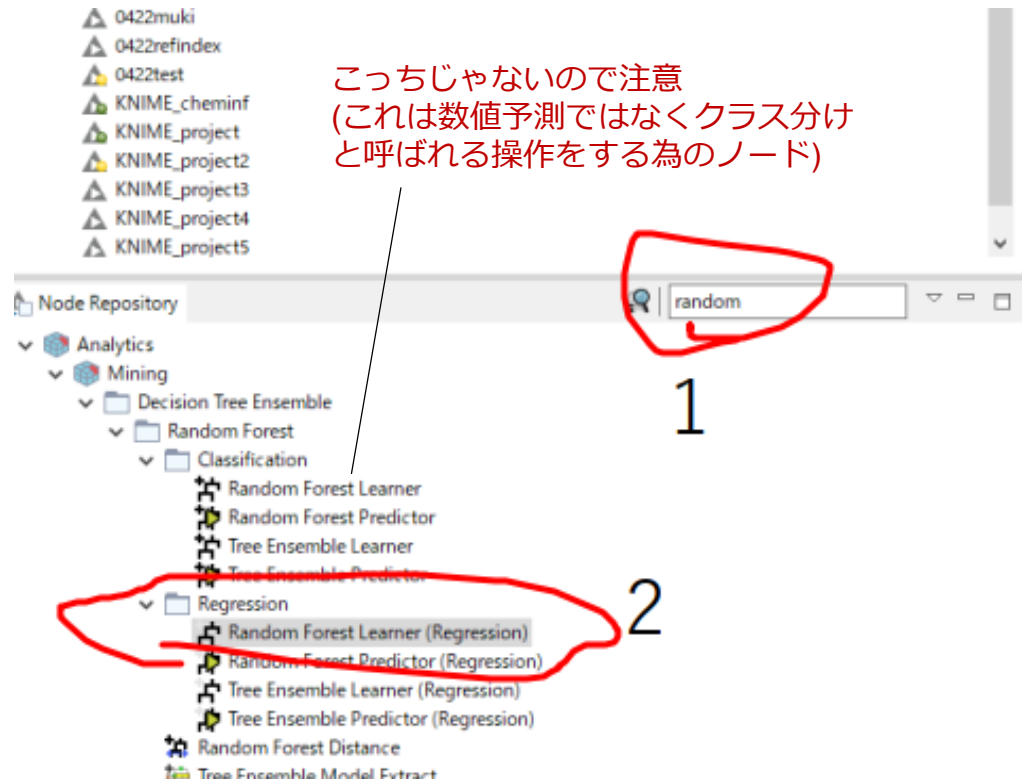 0422muki
0422refindex
0422test
KNIME_cheminf
KNIME_project
KNIME_project2
KNIME_project3
KNIME_project4
KNIME_project5
こっちじゃないので注意
(これは数値予測ではなくクラス分け
と呼ばれる操作をする為のノード)
Node Repository
random
1
Analytics
Mining
Decision Tree Ensemble
Random Forest
Classification
Random Forest Learner
Random Forest Predictor
Tree Ensemble Learner
Tree Ensemble Predictor
Regression
2
Random Forest Learner (Regression)
Random Forest Predictor (Regression)
Tree Ensemble Learner (Regression)
Tree Ensemble Predictor (Regression)
Random Forest Distance
Tree Ensemble Model Extract